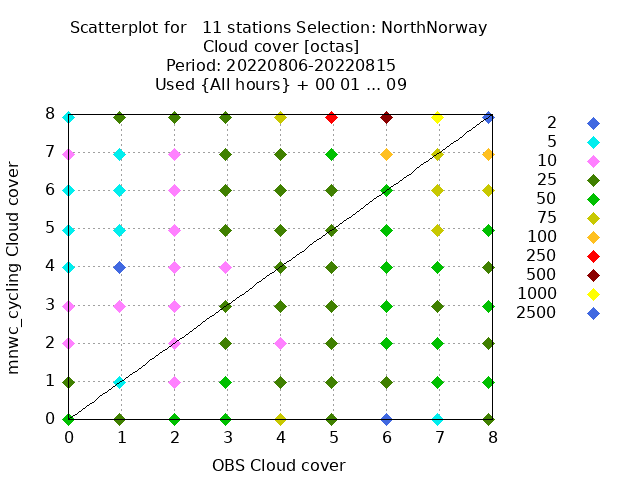 Scatterplot for   11 stations Selection: NorthNorway
Cloud cover [octas]
Period: 20220806-20220815
Used {All hours} + 00 01 ... 09
mnwc_cycling Cloud cover
8
7
6
5
4
3
2
1
0
0 1 2 3 4 5 6 7 8
OBS Cloud cover
2
5
10
25
50
75
100
250
500
1000
2500